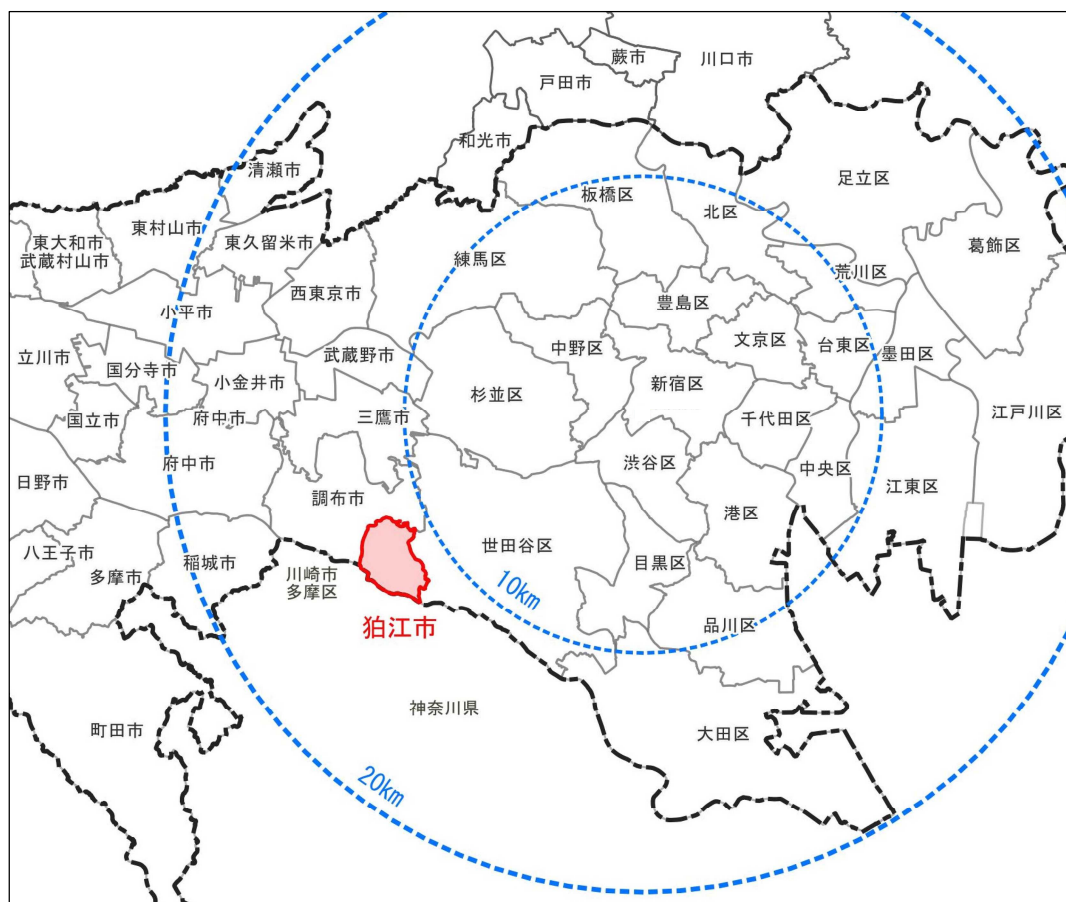 蕨市
川口市
戸田市
和光市
清瀬市
足立区
板橋区
北区
東村山市
東大和市
武蔵村山市
東久留米市
葛飾区
練馬区
荒川区
西東京市
豊島区
小平市
文京区
台東区
墨田区
中野区
武蔵野市
立川市
国分寺市
小金井市
新宿区
杉並区
江戸川区
国立市
府中市
三鷹市
千代田区
渋谷区
中央区
府中市
日野市
江東区
調布市
港区
世田谷区
八王子市
多摩市
稲城市
目黒区
川崎市
多摩区
10km
狛江市
品川区
神奈川県
町田市
大田区
20km